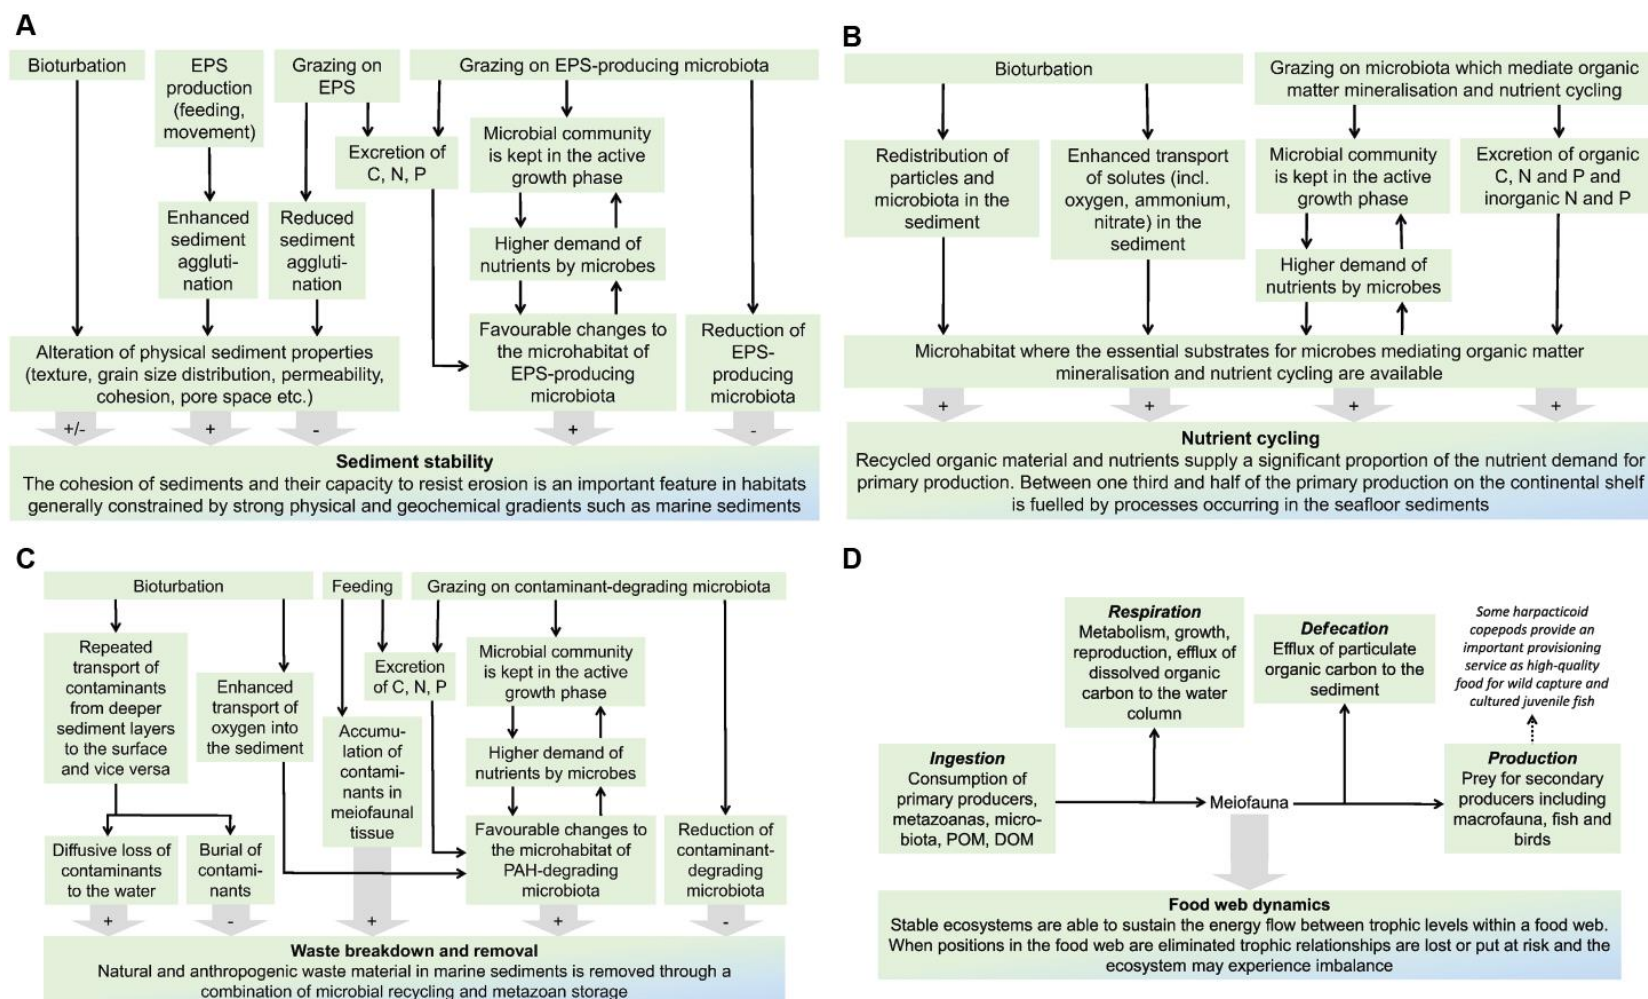 A
Bioturbation
EPS
production
(feeding,
movement)
Grazing on
EPS
Grazing on EPS-producing microbiota
Excretion of
C, N, P
Microbial community
is kept in the active
growth phase
Enhanced
sediment
aggluti-
nation
Reduced
sediment
aggluti-
nation
Higher demand of
nutrients by microbes
Alteration of physical sediment properties
(texture, grain size distribution, permeability,
cohesion, pore space etc.)
Favourable changes to
the microhabitat of
EPS-producing
microbiota
Reduction of
EPS-
producing
microbiota
+/-
+
-
+
-
Sediment stability
The cohesion of sediments and their capacity to resist erosion is an important feature in habitats
generally constrained by strong physical and geochemical gradients such as marine sediments
B
Bioturbation
Grazing on microbiota which mediate organic
matter mineralisation and nutrient cycling
Redistribution of
particles and
microbiota in the
sediment
Enhanced transport
of solutes (incl.
oxygen, ammonium,
nitrate) in the
sediment
Microbial community
is kept in the active
growth phase
Excretion of organic
C, N and P and
inorganic N and P
Higher demand of
nutrients by microbes
Microhabitat where the essential substrates for microbes mediating organic matter
mineralisation and nutrient cycling are available
+
+
+
+
Nutrient cycling
Recycled organic material and nutrients supply a significant proportion of the nutrient demand for
primary production. Between one third and half of the primary production on the continental shelf
is fuelled by processes occurring in the seafloor sediments
C
Bioturbation
Feeding
Grazing on contaminant-degrading microbiota
Repeated
transport of
contaminants
from deeper
sediment layers
to the surface
and vice versa
Enhanced
transport of
oxygen into
the sediment
Excretion
of C, N, P
Microbial community
is kept in the active
growth phase
Accumu-
lation of
contami-
nants in
meiofaunal
tissue
Higher demand of
nutrients by microbes
Diffusive loss of
contaminants
to the water
Burial of
contami-
nants
Favourable changes to
the microhabitat of
PAH-degrading
microbiota
Reduction of
contaminant-
degrading
microbiota
+
-
+
+
-
Waste breakdown and removal
Natural and anthropogenic waste material in marine sediments is removed through a
combination of microbial recycling and metazoan storage
D
Respiration
Metabolism, growth,
reproduction, efflux of
dissolved organic
carbon to the water
column
Defecation
Efflux of particulate
organic carbon to the
sediment
Some harpacticoid
copepods provide an
important provisioning
service as high-quality
food for wild capture and
cultured juvenile fish
Ingestion
Consumption of
primary producers,
metazoanas, micro-
biota, POM, DOM
Meiofauna
Production
Prey for secondary
producers including
macrofauna, fish and
birds
Food web dynamics
Stable ecosystems are able to sustain the energy flow between trophic levels within a food web.
When positions in the food web are eliminated trophic relationships are lost or put at risk and the
ecosystem may experience imbalance